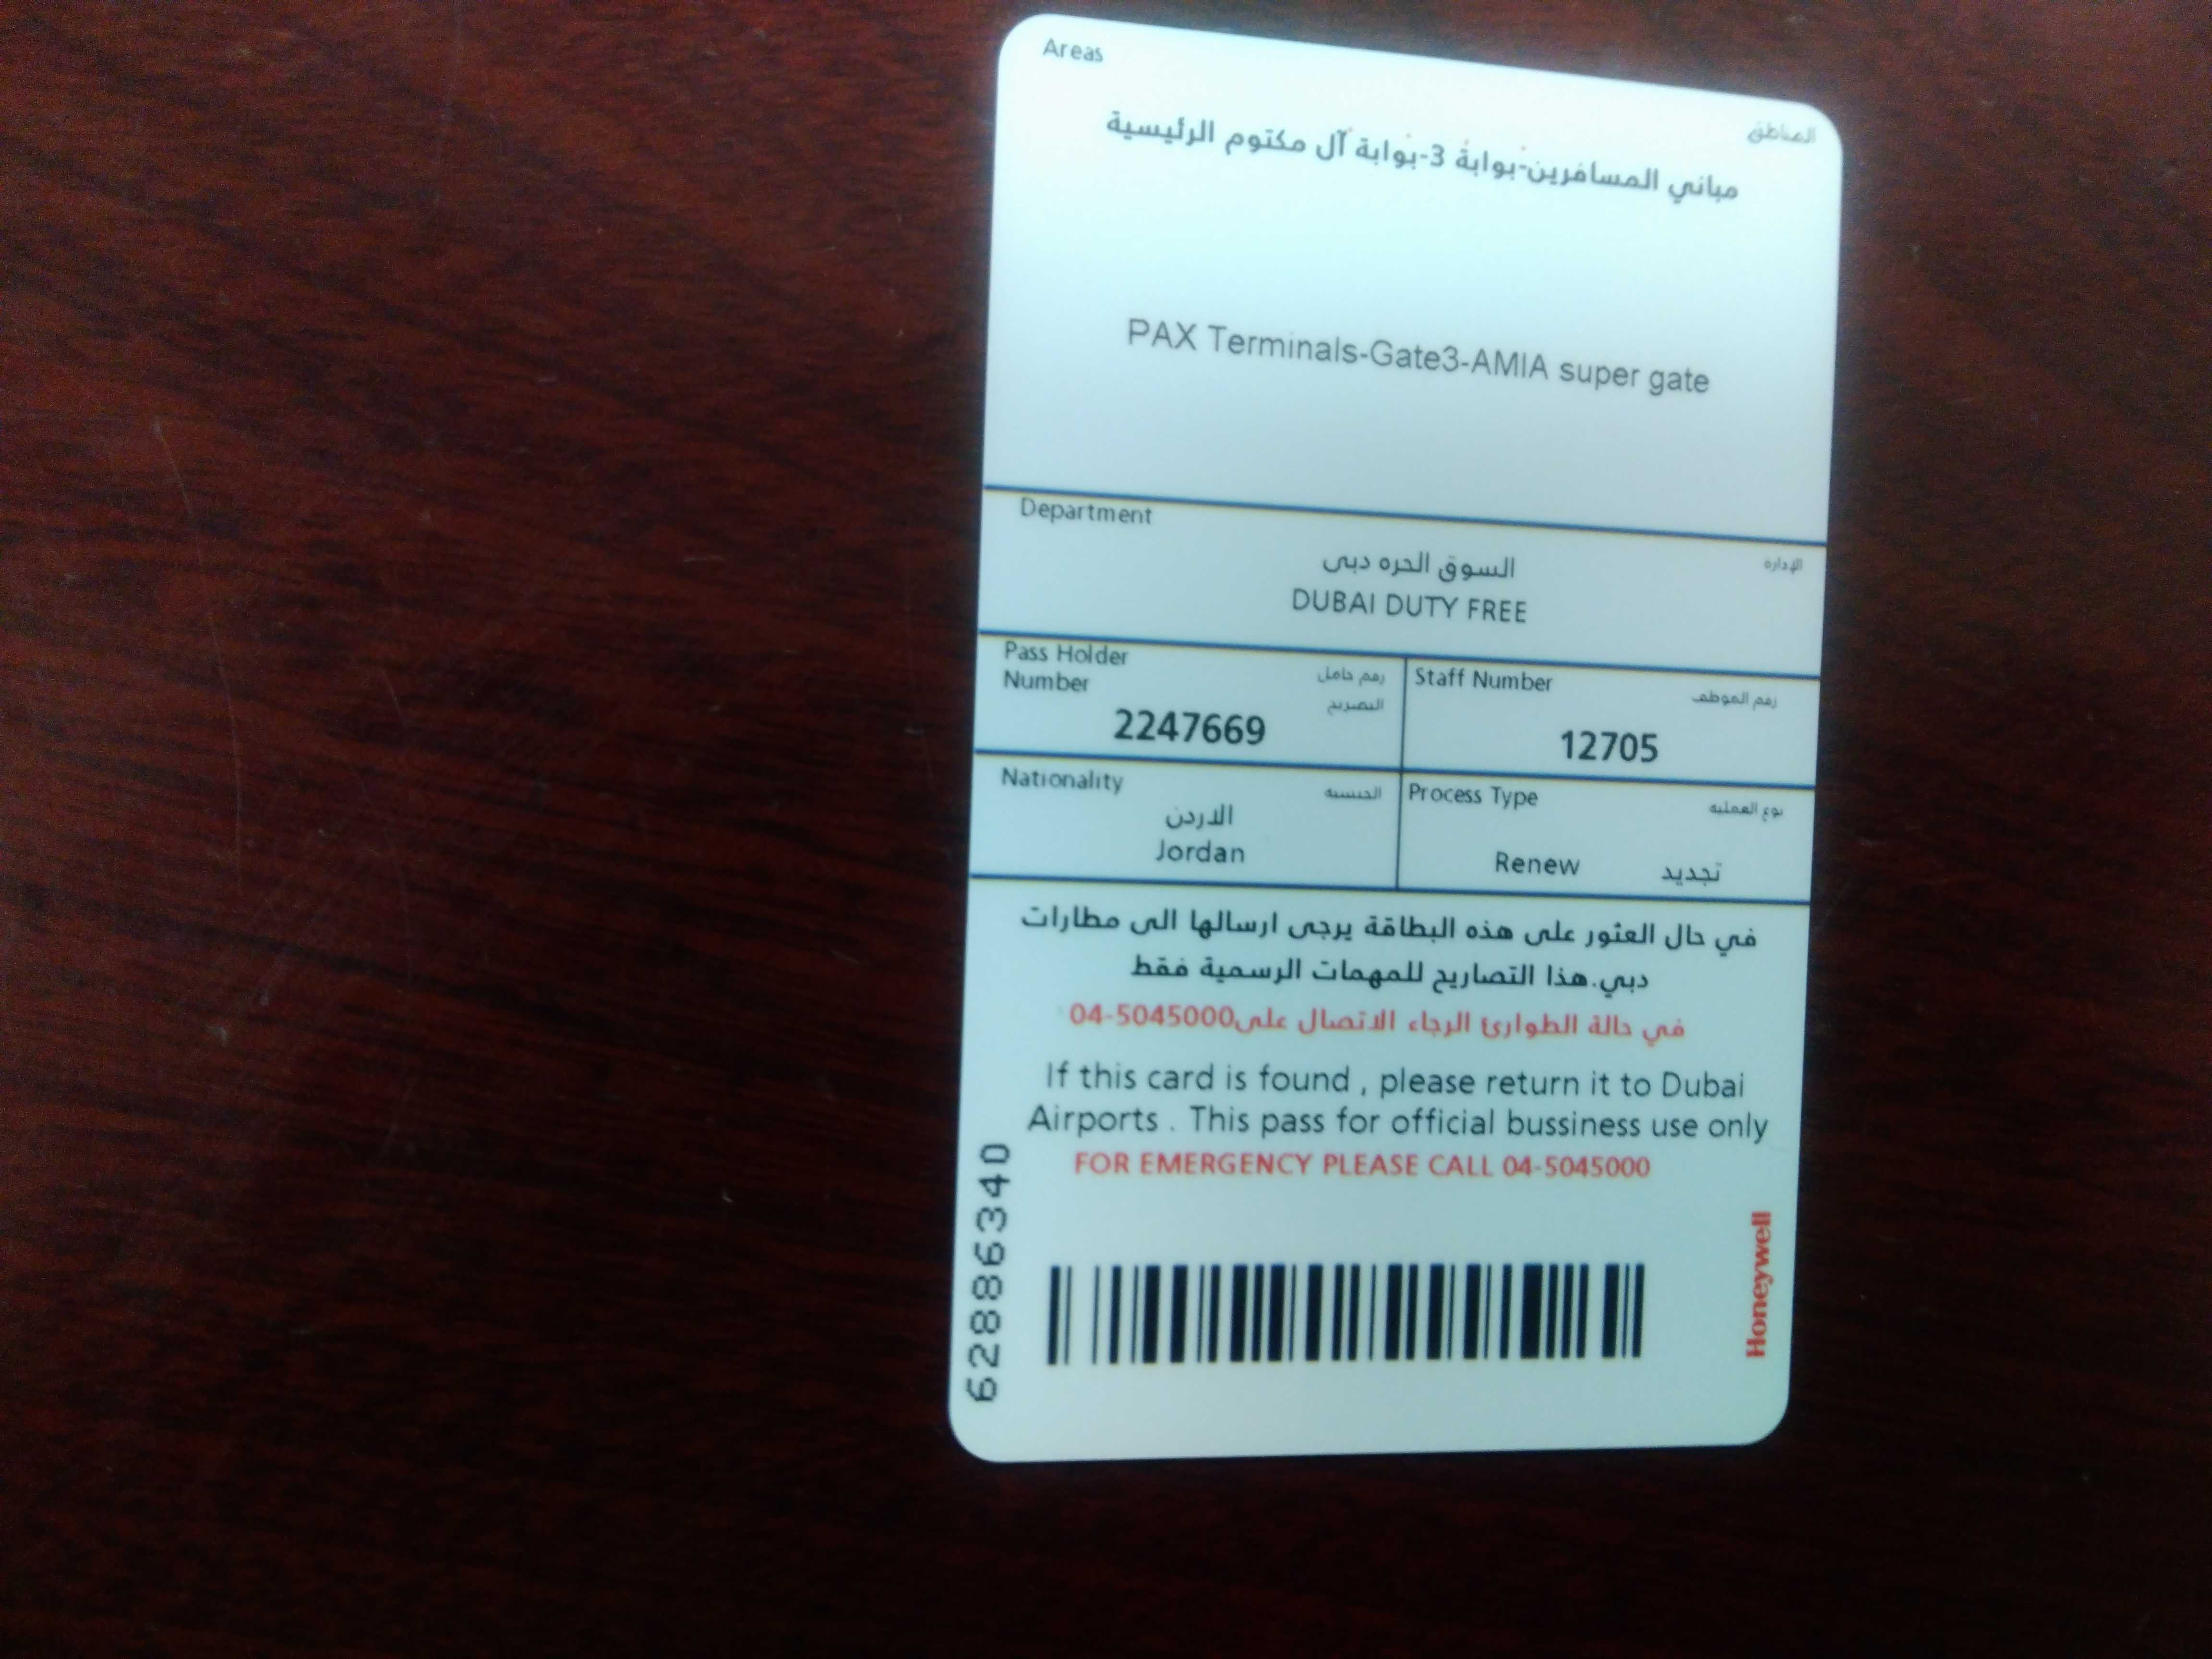 Areas
المناطق
مباني المسافرين-بوابة 3-بوابة آل مكتوم الرئيسية
PAX Terminals-Gate3-AMIA super gate
Department
الإداره
السوق الحره دبى
DUBAI DUTY FREE
Pass Holder
Number
رقم حامل
التصريح
2247669
Staff Number
رقم الموظف
12705
Nationality
الجنسيه
الاردن
Jordan
Process Type
نوع العمليه
Renew تجديد
في حال العثور على هذه البطاقة يرجى ارسالها الى مطارات
دبي.هذا التصاريح للمهمات الرسمية فقط
في حالة الطوارئ الرجاء الاتصال على04-5045000
If this card is found , please return it to Dubai
Airports . This pass for official bussiness use only
FOR EMERGENCY PLEASE CALL 04-5045000
62886340
Honeywell